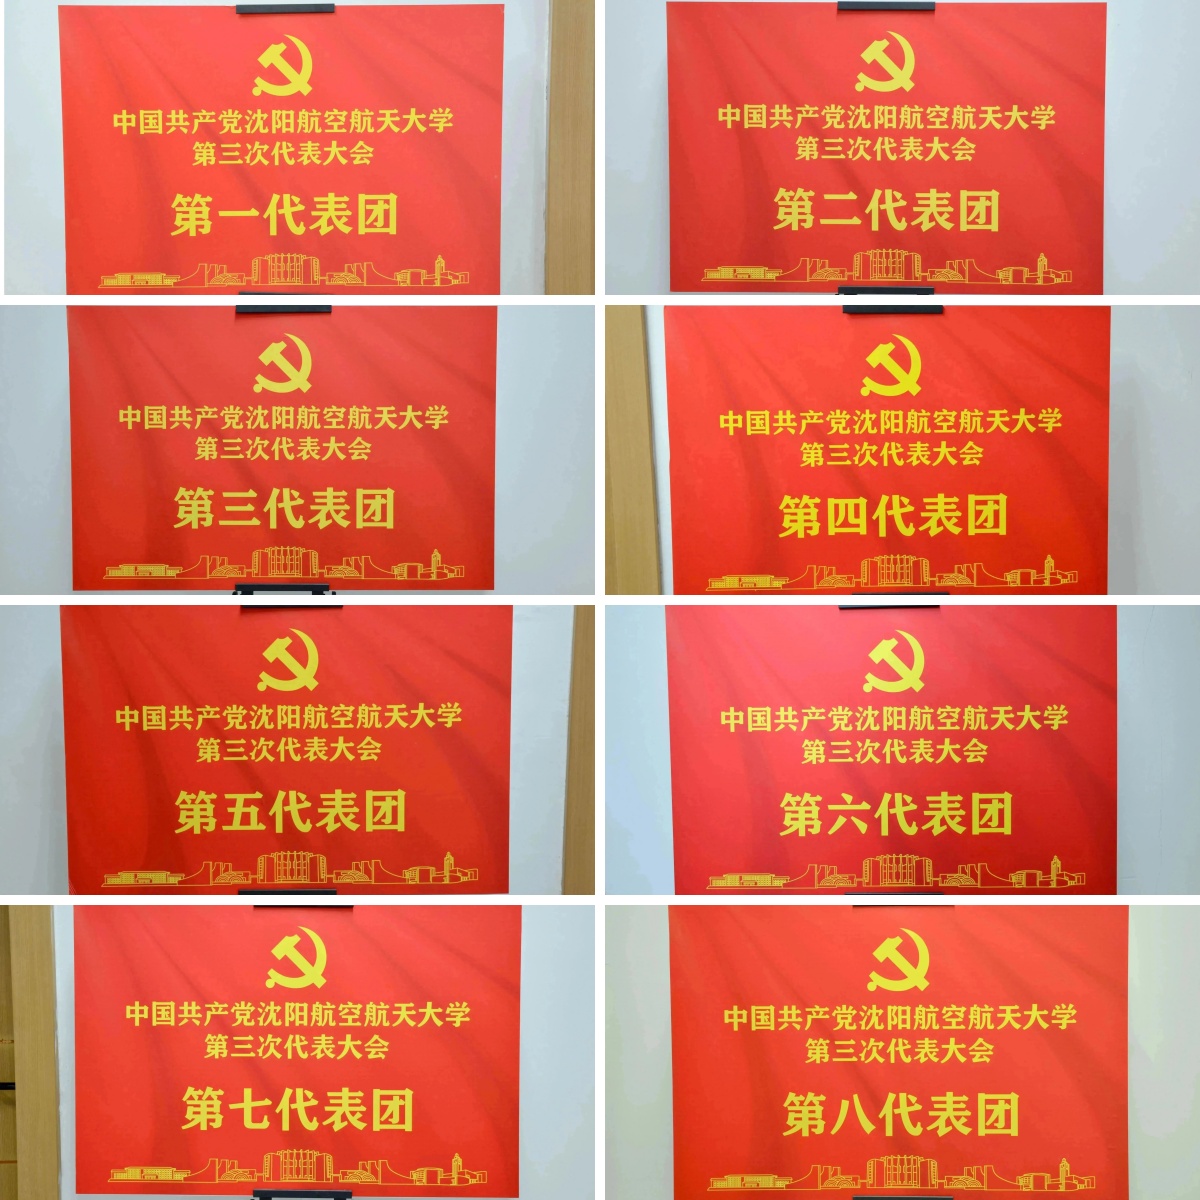 中国共产党沈阳航空航天大学
第三次代表大会
第一代表团
中国共产党沈阳航空航天大学
第三次代表大会
第二代表团
中国共产党沈阳航空航天大学
第三次代表大会
第三代表团
中国共产党沈阳航空航天大学
第三次代表大会
第四代表团
中国共产党沈阳航空航天大学
第三次代表大会
第五代表团
中国共产党沈阳航空航天大学
第三次代表大会
第六代表团
中国共产党沈阳航空航天大学
第三次代表大会
第七代表团
中国共产党沈阳航空航天大学
第三次代表大会
第八代表团